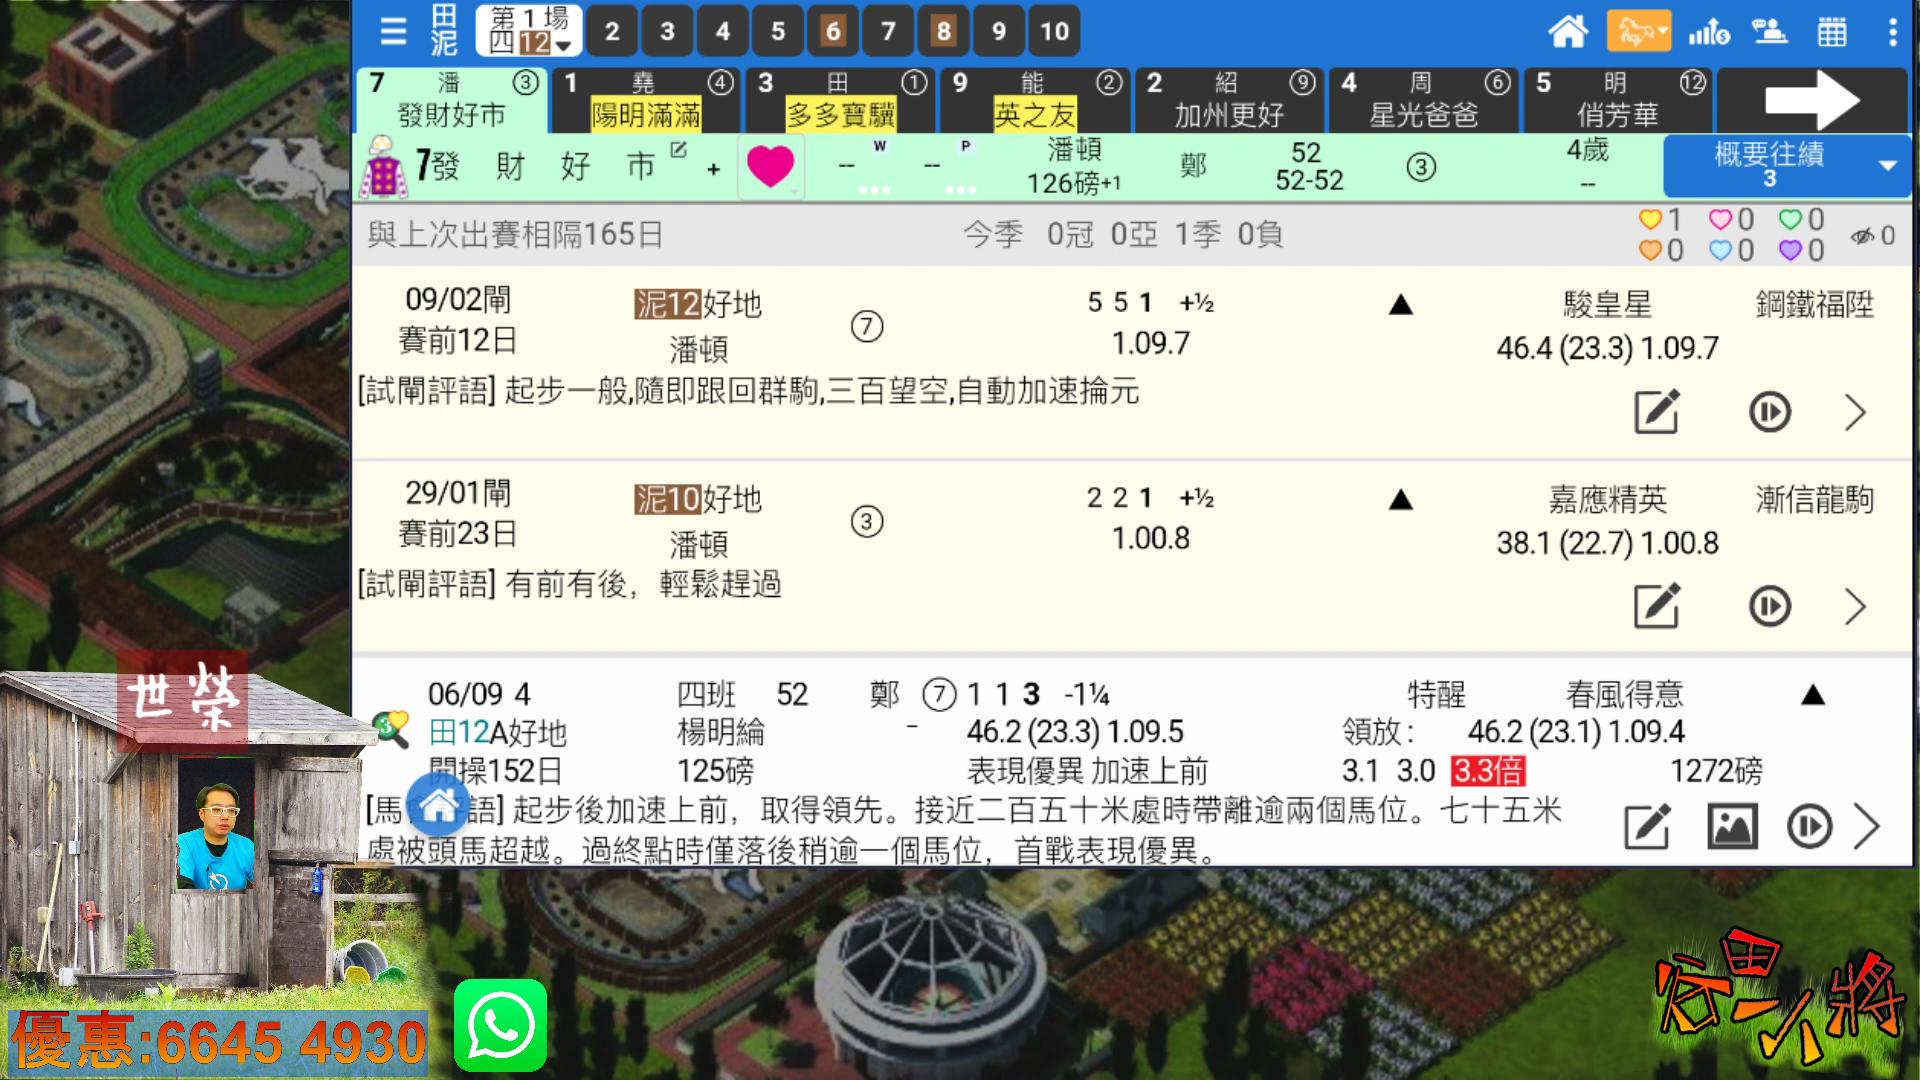 田泥
第1場
四12
2 3 4 5 6 7 8 9 10
7 潘 ③
發財好市
1 堯 ④
陽明滿滿
3 田 ①
多多寶驥
9 能 ②
英之友
2 紹 ⑨
加州更好
4 周 ⑥
星光爸爸
5 明 ⑫
俏芳華
7發財好市
+
-- W
-- P
潘頓
126磅+1
鄭
52
52-52
③
4歲
--
概要往績
3
與上次出賽相隔165日
今季 0冠 0亞 1季 0負
1 0 0
0 0 0
0
09/02閘 泥12好地 ⑦ 5 5 1 +½ ▲ 駿皇星 鋼鐵福陞
賽前12日 潘頓 1.09.7 46.4 (23.3) 1.09.7
[試閘評語] 起步一般,隨即跟回群駒,三百望空,自動加速掄元
29/01閘 泥10好地 ③ 2 2 1 +½ ▲ 嘉應精英 漸信龍駒
賽前23日 潘頓 1.00.8 38.1 (22.7) 1.00.8
[試閘評語] 有前有後，輕鬆趕過
06/09 4 四班 52 鄭 ⑦ 1 1 3 -1¼ 特醒 春風得意 ▲
3 田12A好地 楊明綸 - 46.2 (23.3) 1.09.5 領放： 46.2 (23.1) 1.09.4
開操152日 125磅 表現優異 加速上前 3.1 3.0 3.3倍 1272磅
[馬 語] 起步後加速上前，取得領先。接近二百五十米處時帶離逾兩個馬位。七十五米
處被頭馬超越。過終點時僅落後稍逾一個馬位，首戰表現優異。
世榮
優惠:6645 4930